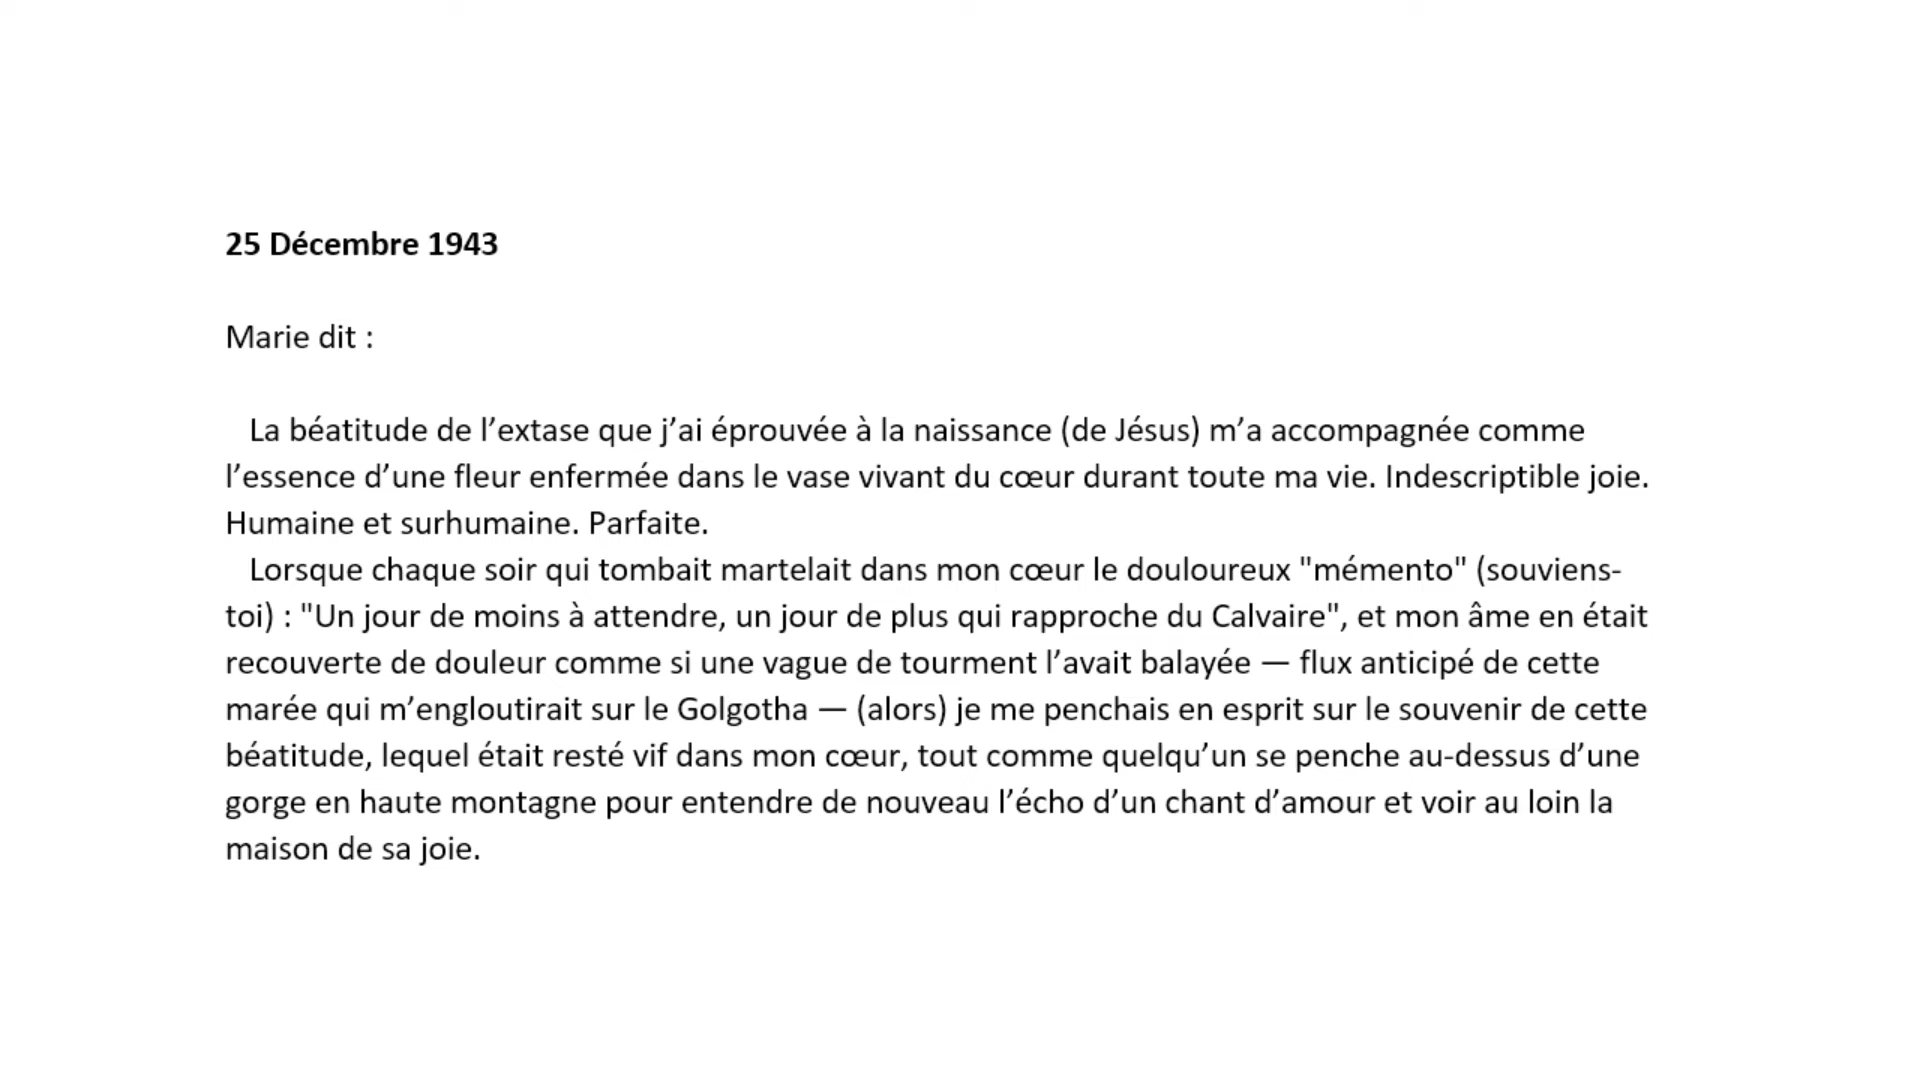 25 Décembre 1943
Marie dit :
La béatitude de l’extase que j’ai éprouvée à la naissance (de Jésus) m’a accompagnée comme
l’essence d’une fleur enfermée dans le vase vivant du cœur durant toute ma vie. Indescriptible joie.
Humaine et surhumaine. Parfaite.
Lorsque chaque soir qui tombait martelait dans mon cœur le douloureux "mémento" (souviens-
toi) : "Un jour de moins à attendre, un jour de plus qui rapproche du Calvaire", et mon âme en était
recouverte de douleur comme si une vague de tourment l’avait balayée — flux anticipé de cette
marée qui m’engloutirait sur le Golgotha — (alors) je me penchais en esprit sur le souvenir de cette
béatitude, lequel était resté vif dans mon cœur, tout comme quelqu’un se penche au-dessus d’une
gorge en haute montagne pour entendre de nouveau l’écho d’un chant d’amour et voir au loin la
maison de sa joie.